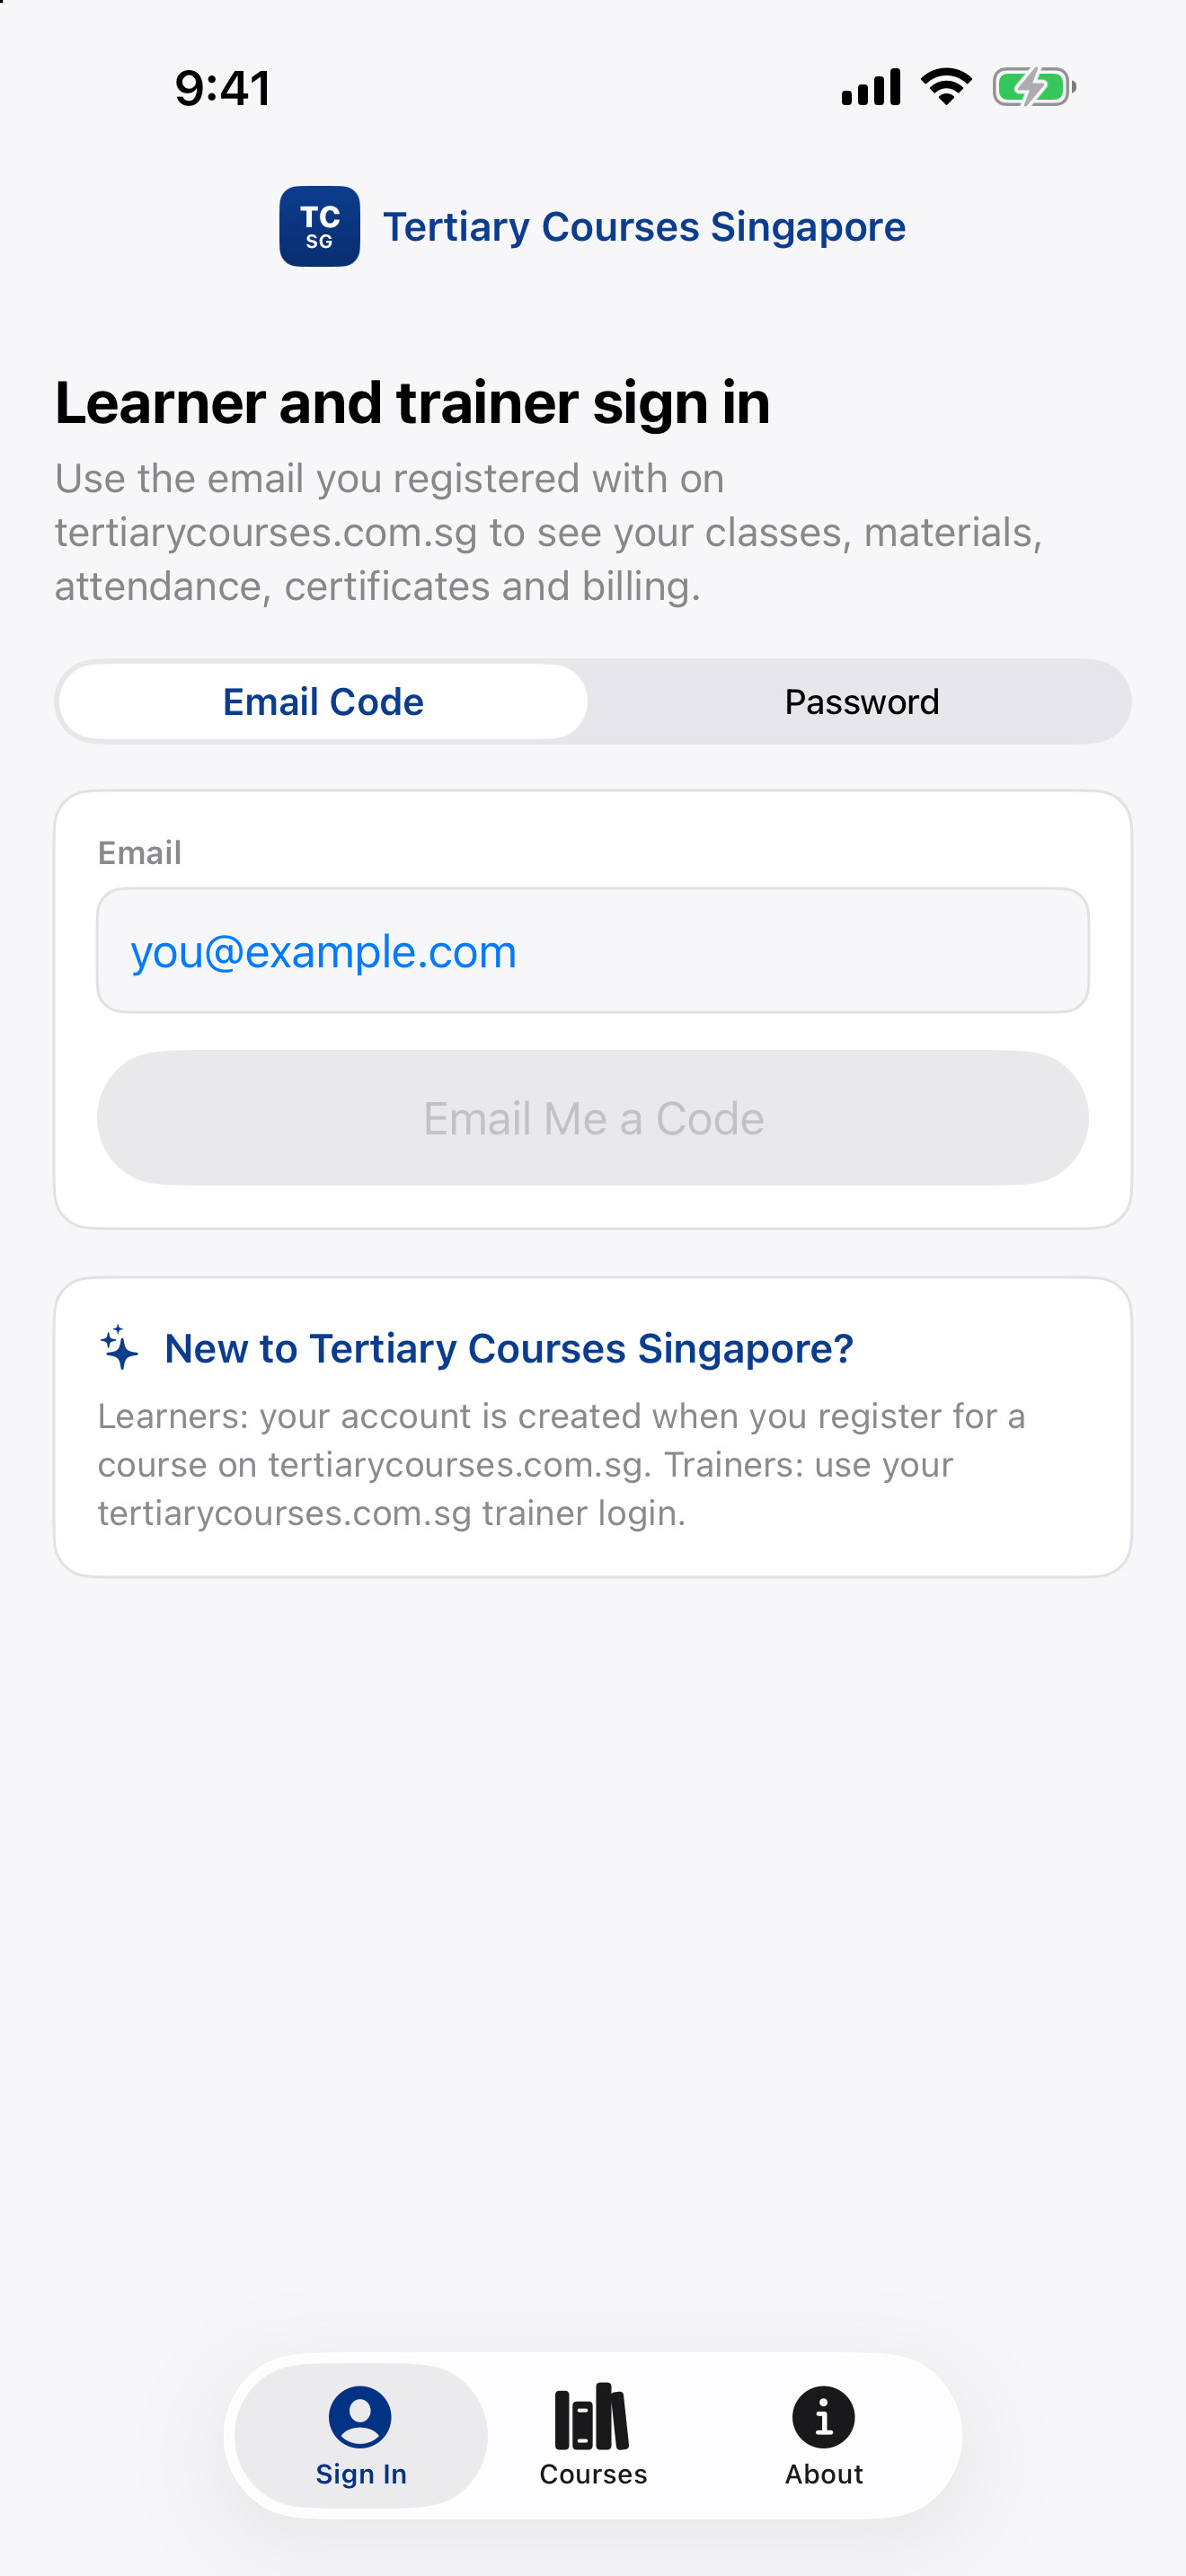 9:41
TC
SG
Tertiary Courses Singapore
Learner and trainer sign in
Use the email you registered with on
tertiarycourses.com.sg to see your classes, materials,
attendance, certificates and billing.
Email Code
Password
Email
you@example.com
Email Me a Code
New to Tertiary Courses Singapore?
Learners: your account is created when you register for a
course on tertiarycourses.com.sg. Trainers: use your
tertiarycourses.com.sg trainer login.
Sign In
Courses
About